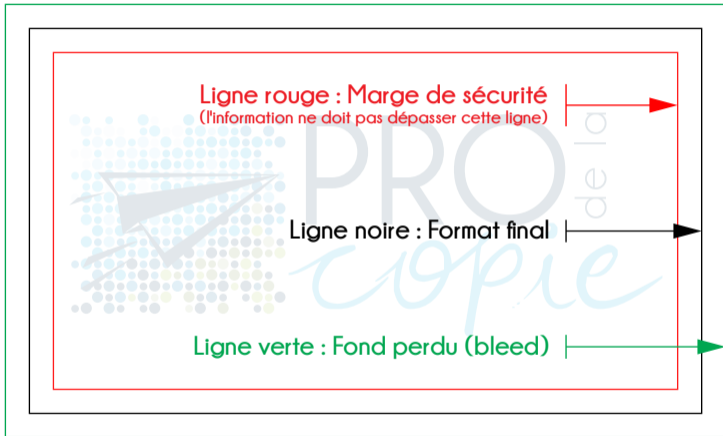 Ligne rouge : Marge de sécurité
(l'information ne doit pas dépasser cette ligne)
PRO de la
Ligne noire : Format final
copie
Ligne verte : Fond perdu (bleed)